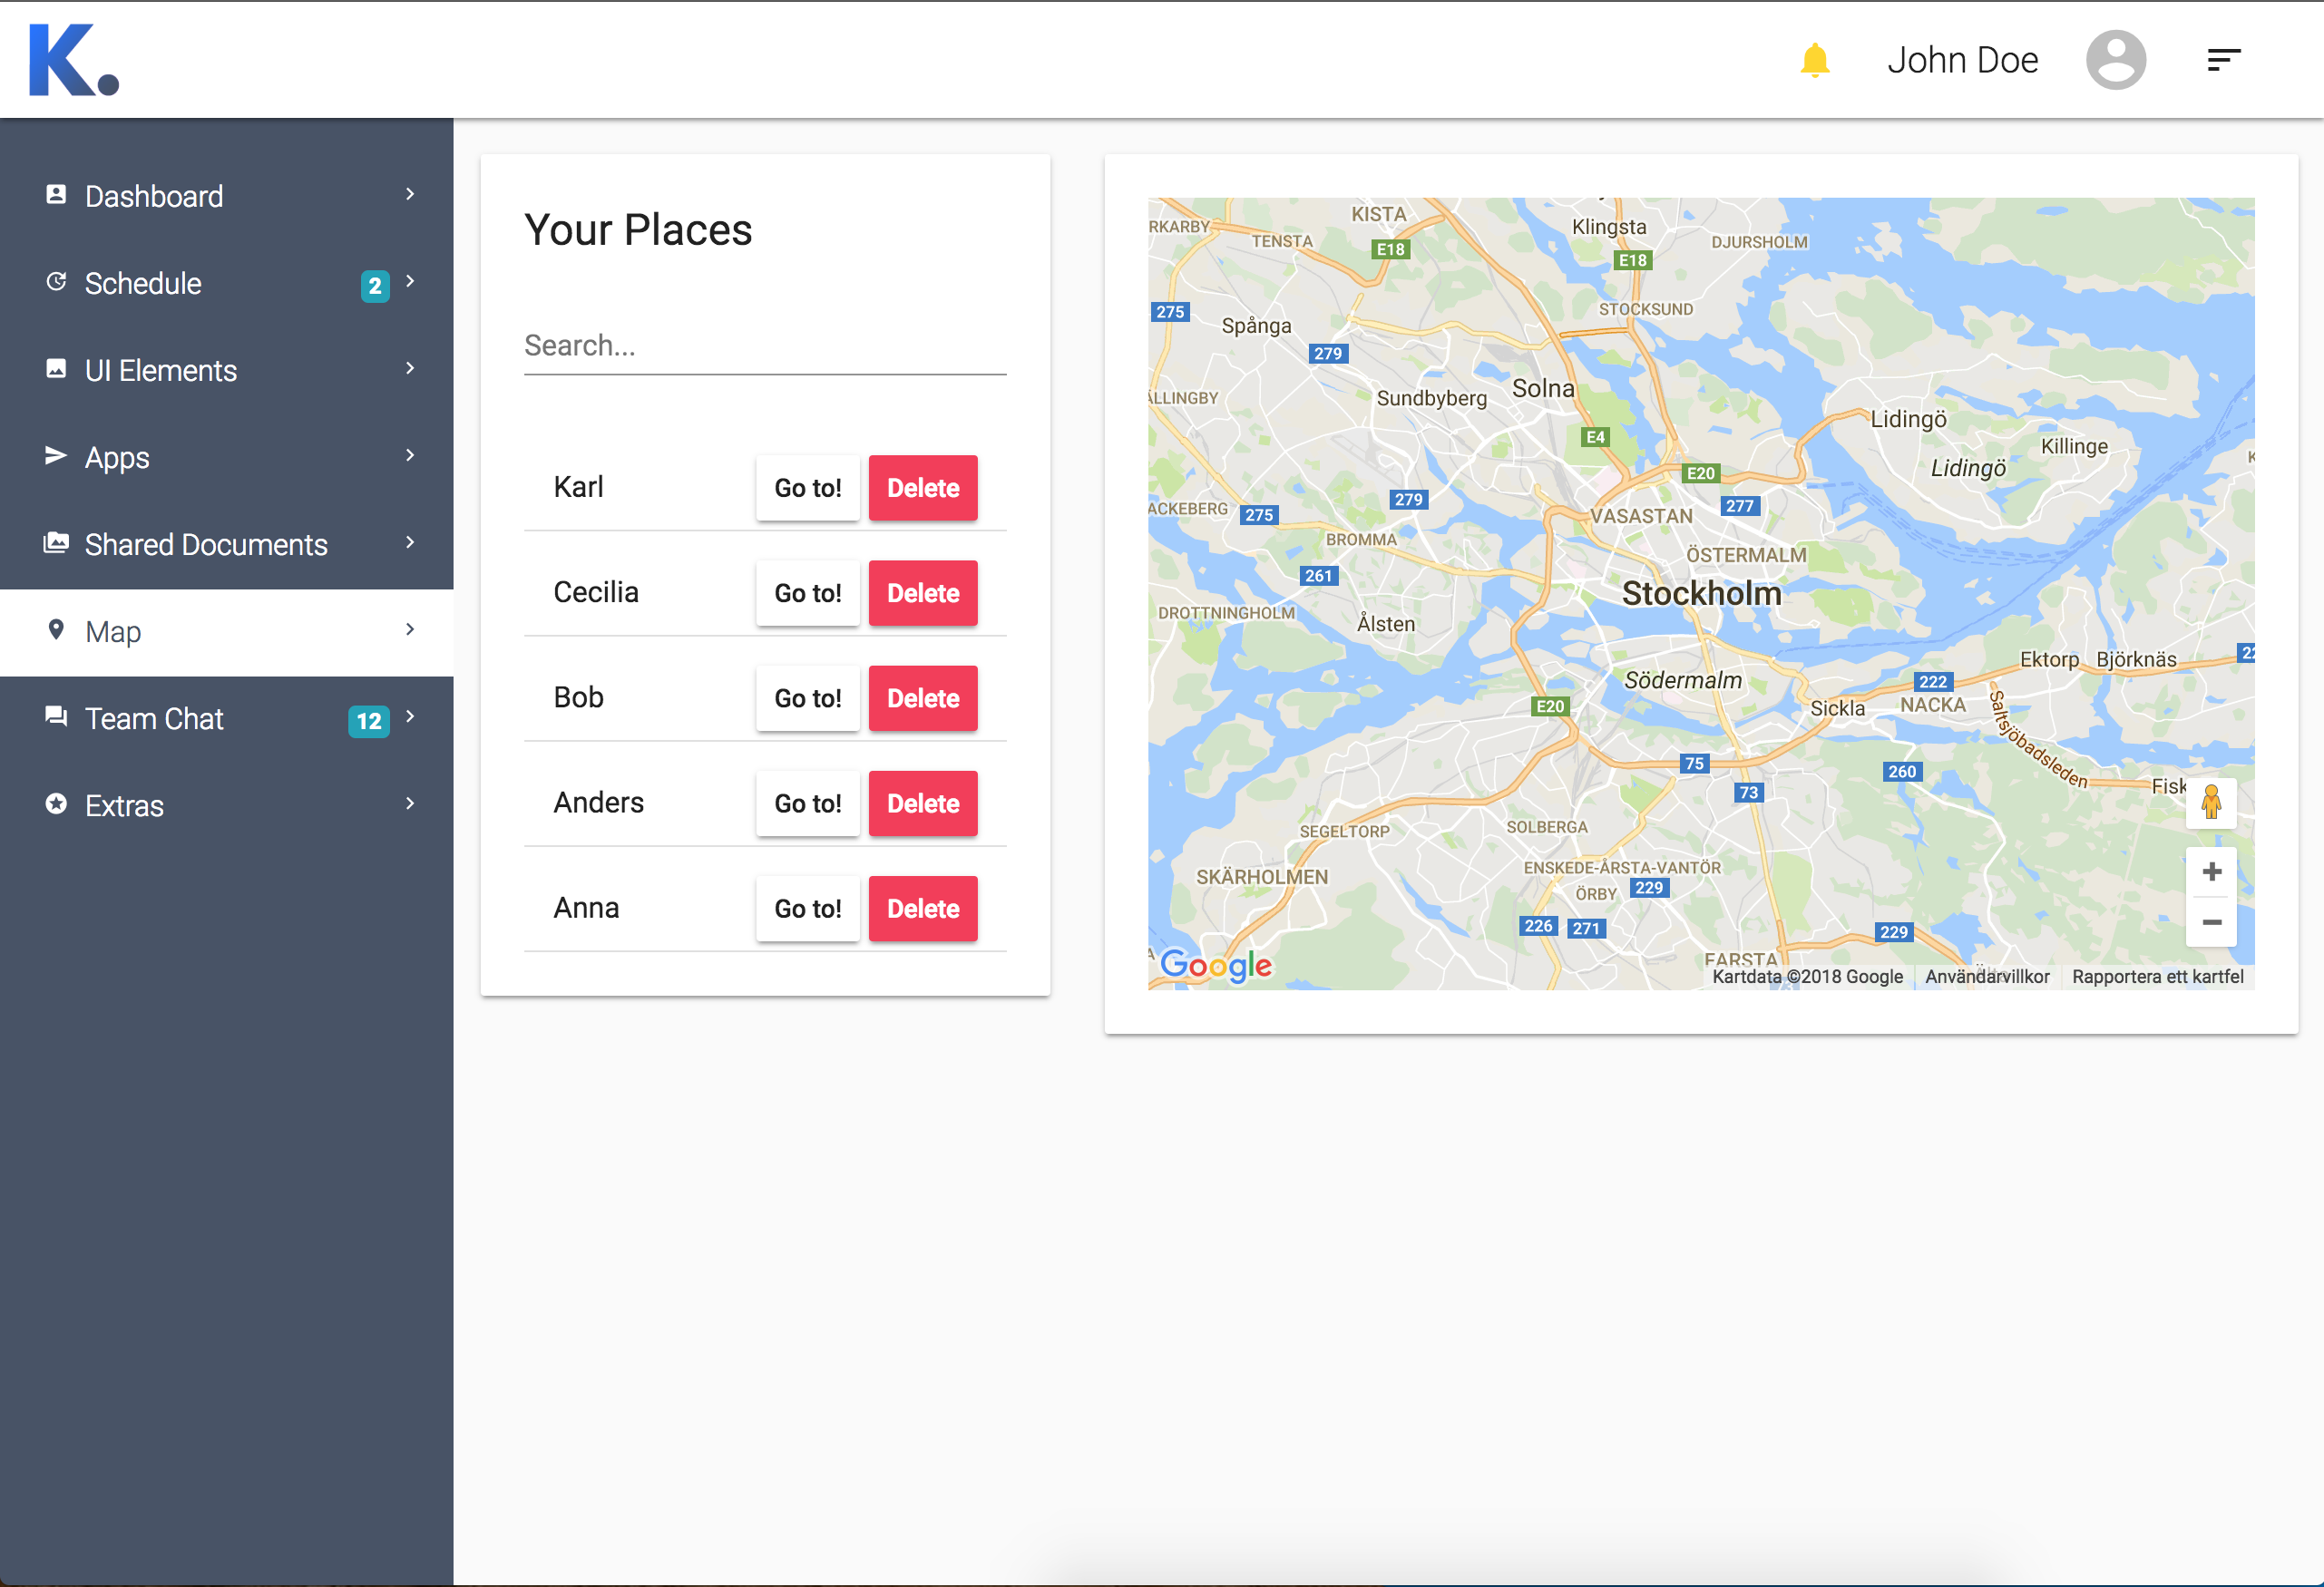 K.
John Doe
Dashboard
Schedule 2
UI Elements
Apps
Shared Documents
Map
Team Chat 12
Extras
Your Places
Search...
Karl Go to! Delete
Cecilia Go to! Delete
Bob Go to! Delete
Anders Go to! Delete
Anna Go to! Delete
KISTA
Klingsta
RKARBY
TENSTA
DJURSHOLM
E18
E18
STOCKSUND
275
Spånga
279
Solna
Sundbyberg
ÄLLINGBY
Lidingö
E4
Killinge
Lidingö
E20
279
277
ACKEBERG
275
VASASTAN
BROMMA
ÖSTERMALM
261
Stockholm
DROTTNINGHOLM
Ålsten
Ektorp
Björknäs
22
Södermalm
222
E20
Sickla
NACKA
Saltsjöbadsleden
75
260
73
Fisk
SEGELTORP
SOLBERGA
ENSKEDE-ÅRSTA-VANTÖR
SKÄRHOLMEN
229
ÖRBY
226
271
229
FARSTA
Google
73
Kartdata ©2018 Google
Användarvillkor
Rapportera ett kartfel